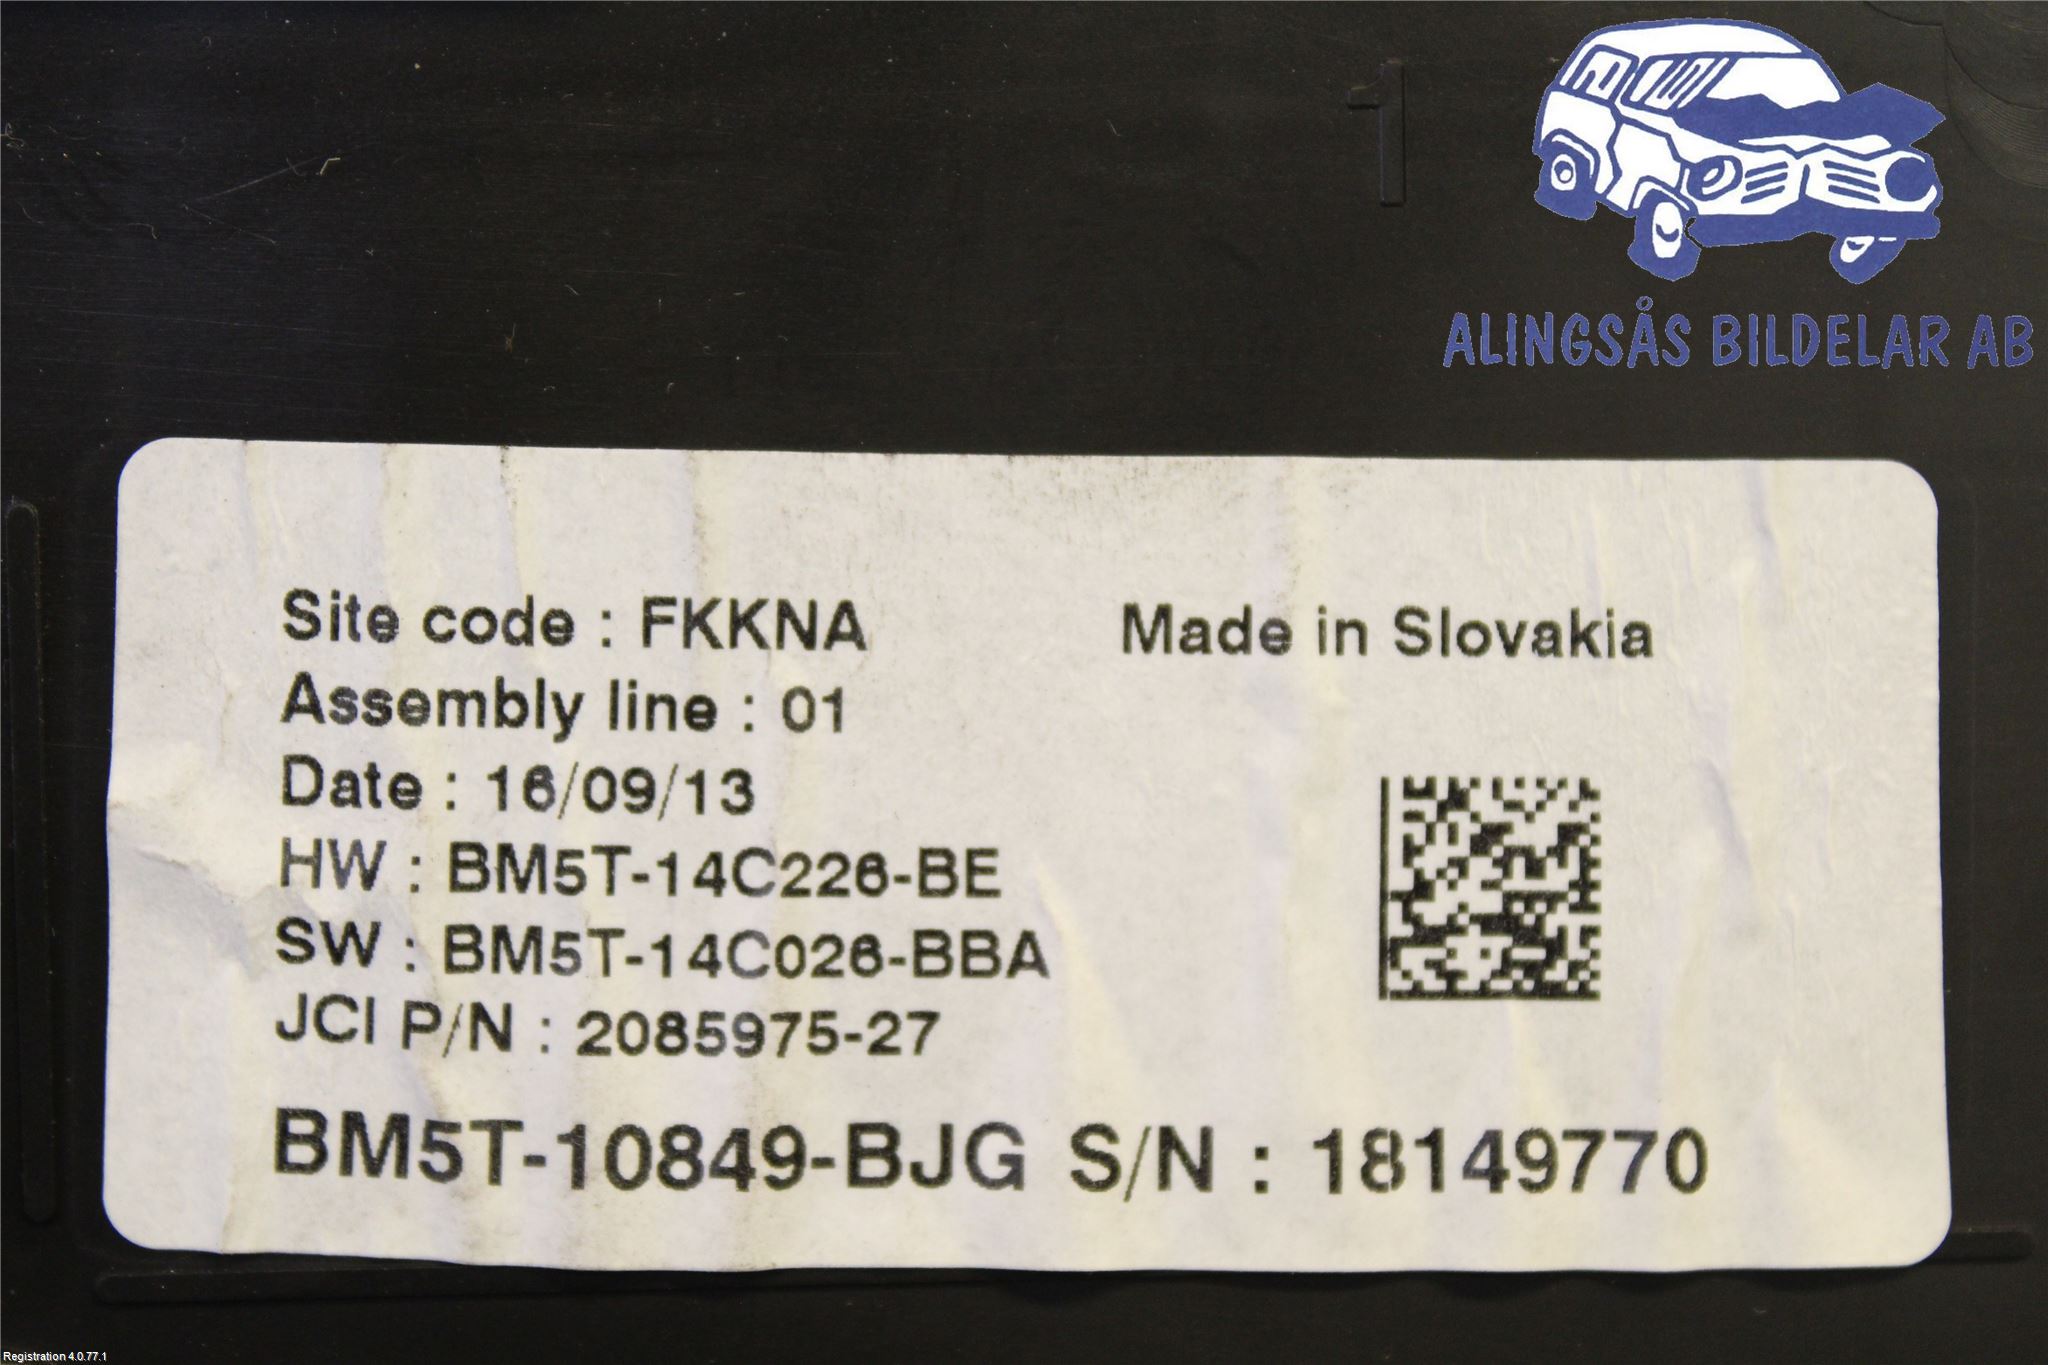 1
ALINGSÅS BILDELAR AB
Site code : FKKNA
Made in Slovakia
Assembly line : 01
Date : 16/09/13
HW : BM5T-14C226-BE
SW : BM5T-14C026-BBA
JCI P/N : 2085975-27
BM5T-10849-BJG S/N : 18149770
Registration 4.0.77.1